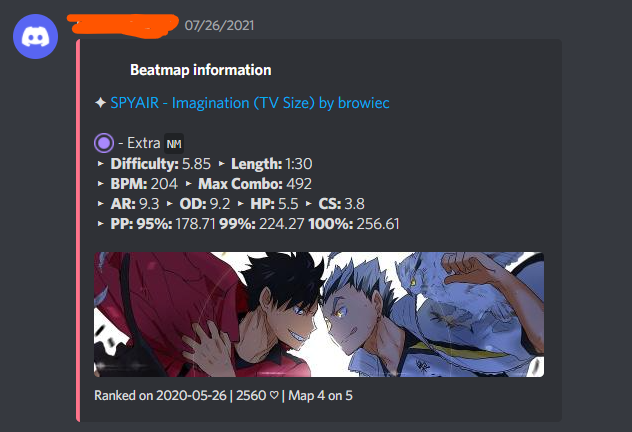 07/26/2021
Beatmap information
✦ SPYAIR - Imagination (TV Size) by browiec
- Extra NM
▸ Difficulty: 5.85 ▸ Length: 1:30
▸ BPM: 204 ▸ Max Combo: 492
▸ AR: 9.3 ▸ OD: 9.2 ▸ HP: 5.5 ▸ CS: 3.8
▸ PP: 95%: 178.71 99%: 224.27 100%: 256.61
Ranked on 2020-05-26 | 2560 ♡ | Map 4 on 5